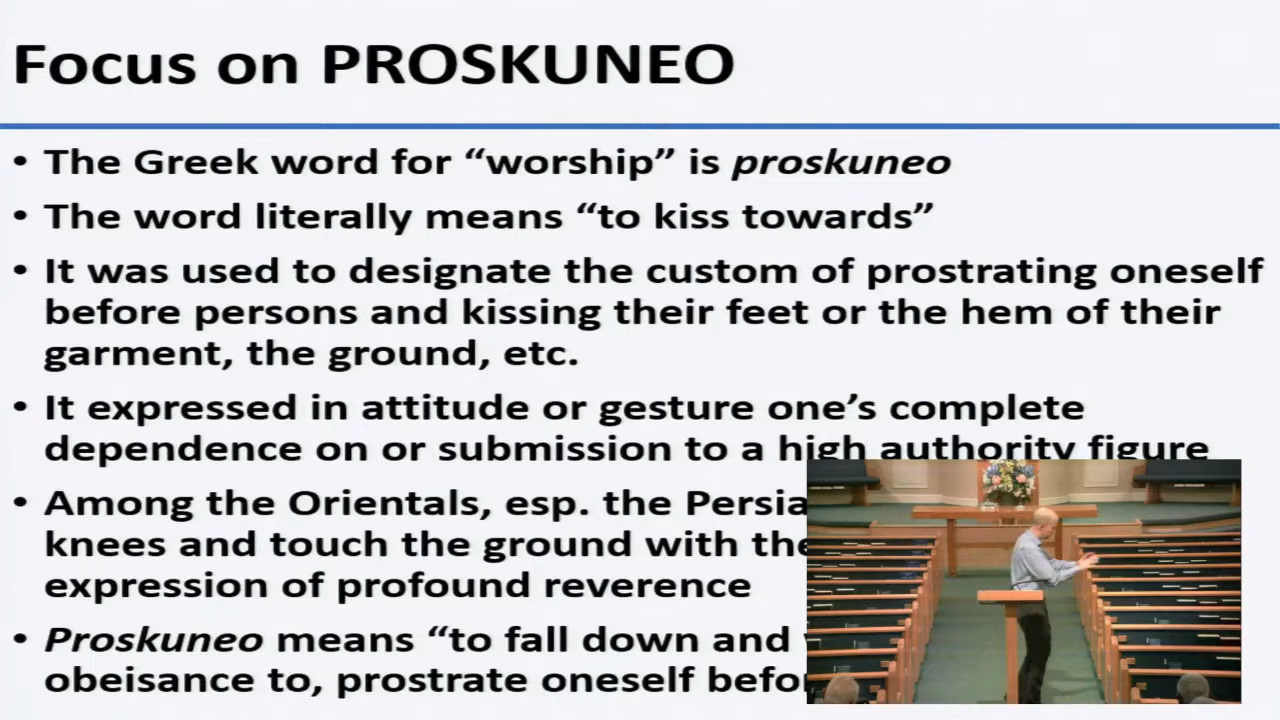 Focus on PROSKUNEO
• The Greek word for “worship” is proskuneo
• The word literally means “to kiss towards”
• It was used to designate the custom of prostrating oneself
before persons and kissing their feet or the hem of their
garment, the ground, etc.
• It expressed in attitude or gesture one’s complete
dependence on or submission to a high authority figure
• Among the Orientals, esp. the
knees and touch the ground with
expression of profound reverence
• Proskuneo means “to fall down and
obeisance to, prostrate oneself